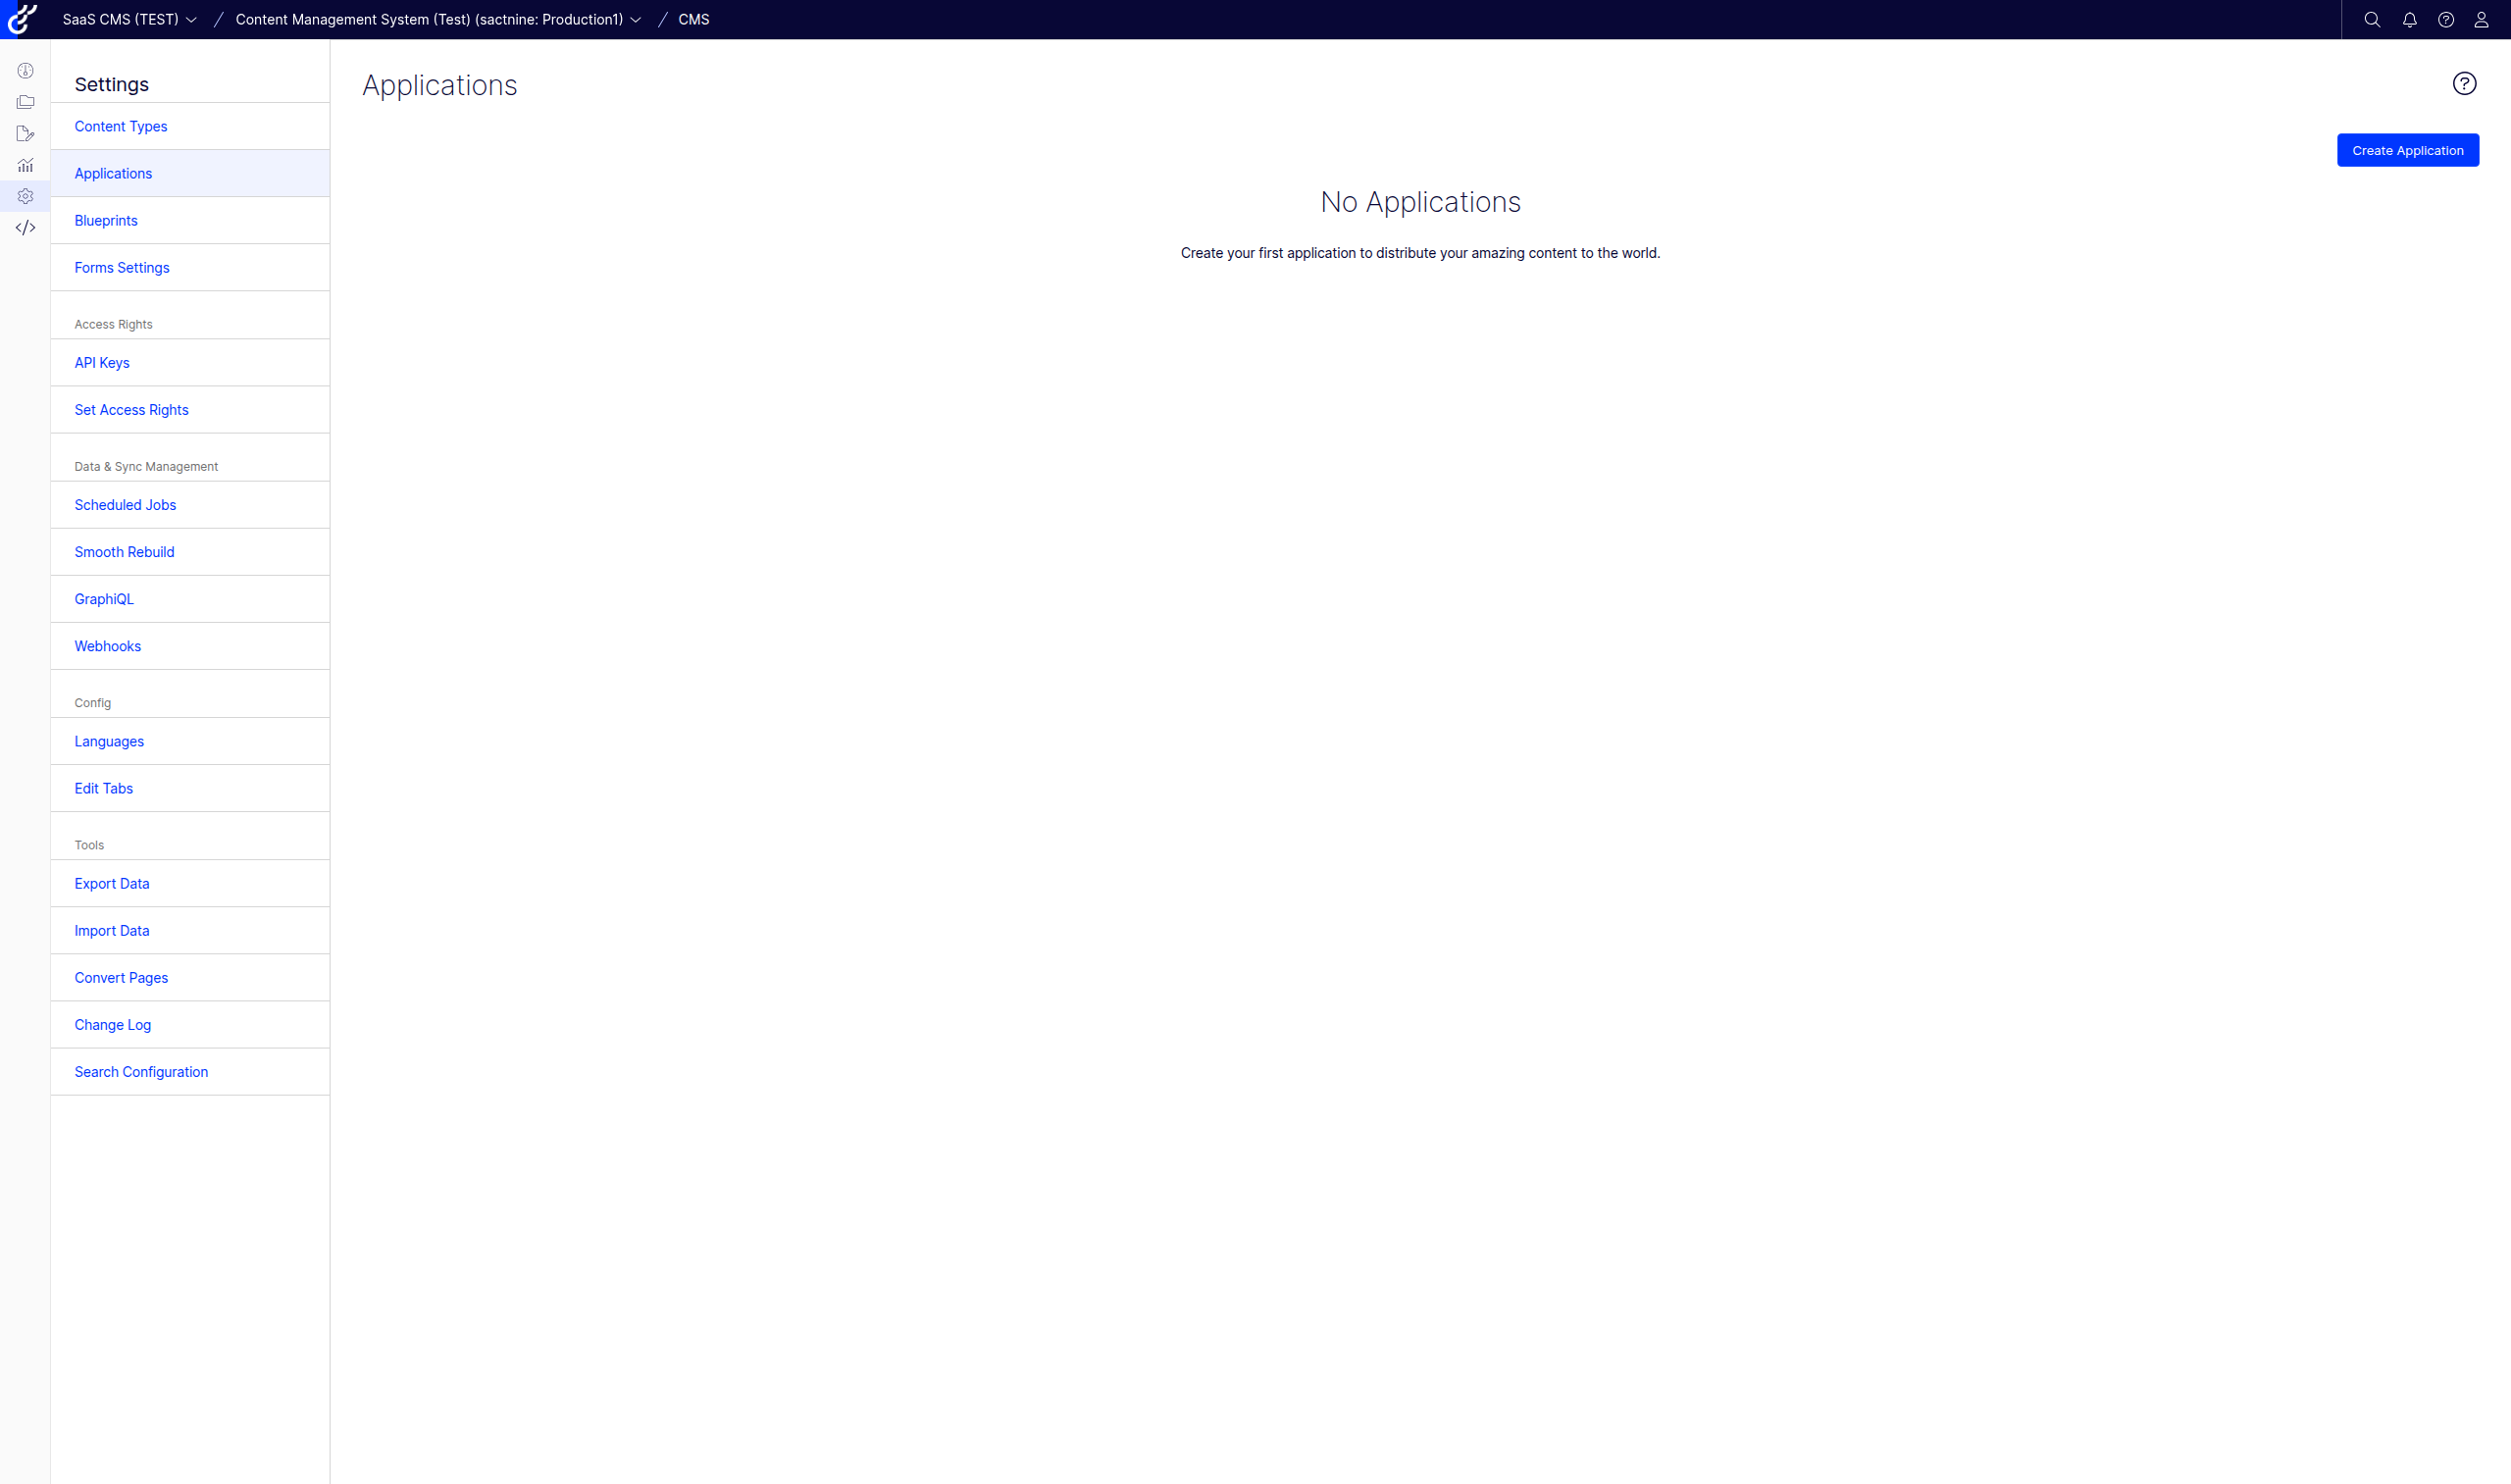 SaaS CMS (TEST) / Content Management System (Test) (sactnine: Production1) / CMS
Settings
Content Types
Applications
Blueprints
Forms Settings
Access Rights
API Keys
Set Access Rights
Data & Sync Management
Scheduled Jobs
Smooth Rebuild
GraphiQL
Webhooks
Config
Languages
Edit Tabs
Tools
Export Data
Import Data
Convert Pages
Change Log
Search Configuration
Applications
Create Application
No Applications
Create your first application to distribute your amazing content to the world.